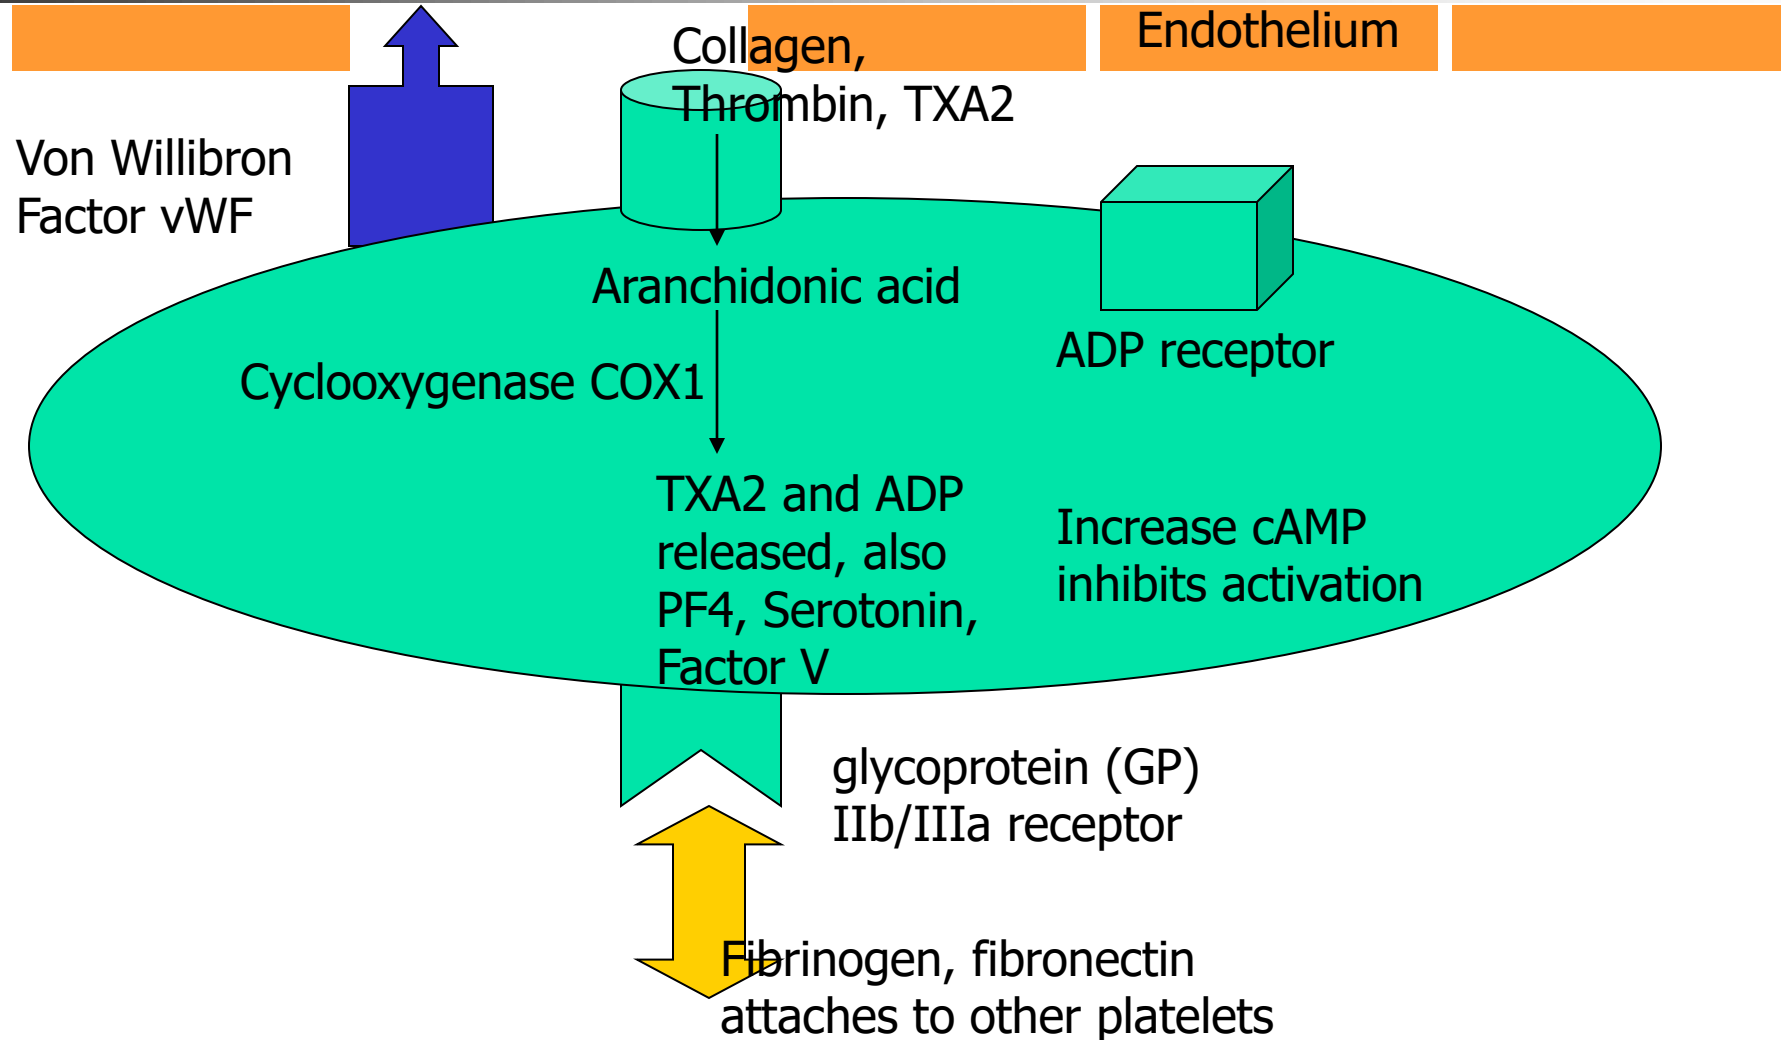 Collagen,
Thrombin, TXA2
Endothelium
Von Willibron
Factor vWF
Aranchidonic acid
ADP receptor
Cyclooxygenase COX1
TXA2 and ADP
released, also
PF4, Serotonin,
Factor V
Increase cAMP
inhibits activation
glycoprotein (GP)
IIb/IIIa receptor
Fibrinogen, fibronectin
attaches to other platelets